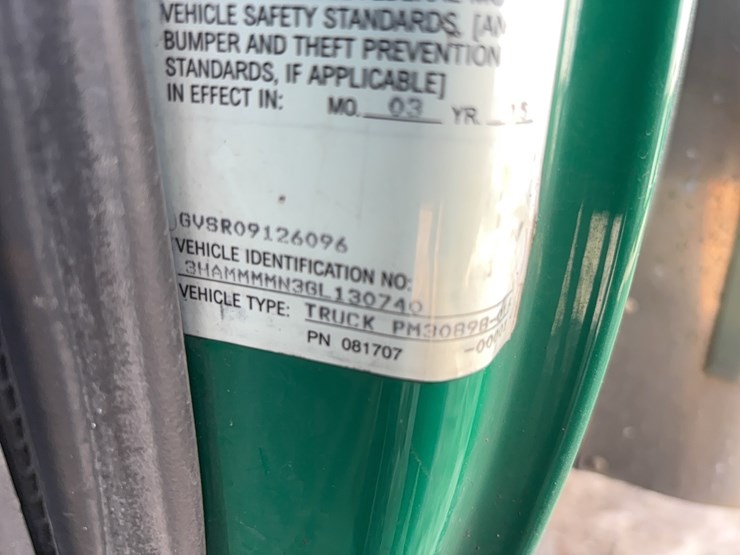 VEHICLE SAFETY STANDARDS, [AN
BUMPER AND THEFT PREVENTION
STANDARDS, IF APPLICABLE]
IN EFFECT IN: MO. 03 YR. 15
GVSR09126096
VEHICLE IDENTIFICATION NO:
3HAMMMMN3GL130740
VEHICLE TYPE: TRUCK
PN 081707